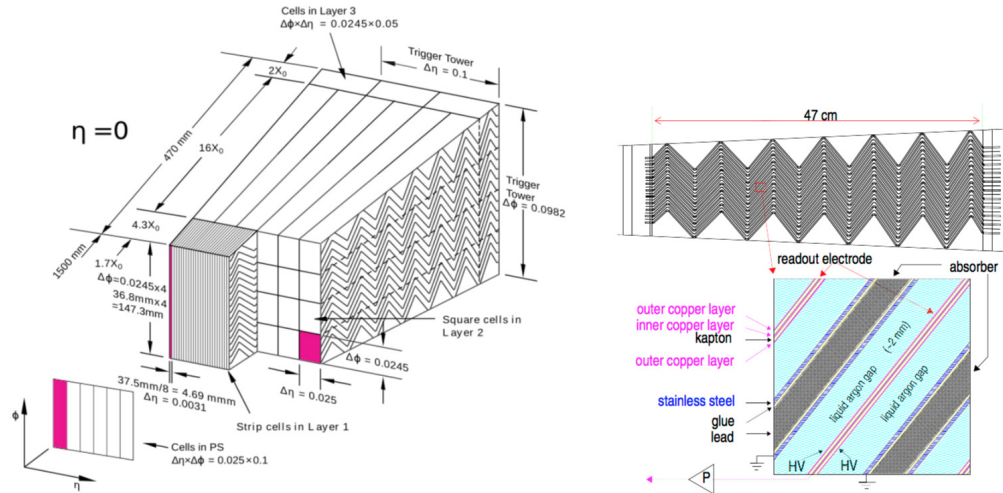 Cells in Layer 3
Δϕ×Δη = 0.0245×0.05
Trigger
Tower
Δη = 0.1
2X₀
η =0
470 mm
16X₀
Trigger
Tower
Δϕ = 0.0982
4.3X₀
1500 mm
1.7X₀
Δϕ=0.0245x4
36.8mmx4
=147.3mm
Square cells in
Layer 2
Δϕ = 0.0245
37.5mm/8 = 4.69 mmm
Δη = 0.0031
Δη = 0.025
Strip cells in Layer 1
ϕ
Cells in PS
Δη×Δϕ = 0.025×0.1
η
47 cm
readout electrode
absorber
outer copper layer
inner copper layer
kapton
outer copper layer
(~2 mm)
liquid argon gap
liquid argon gap
stainless steel
glue
lead
HV
HV
P